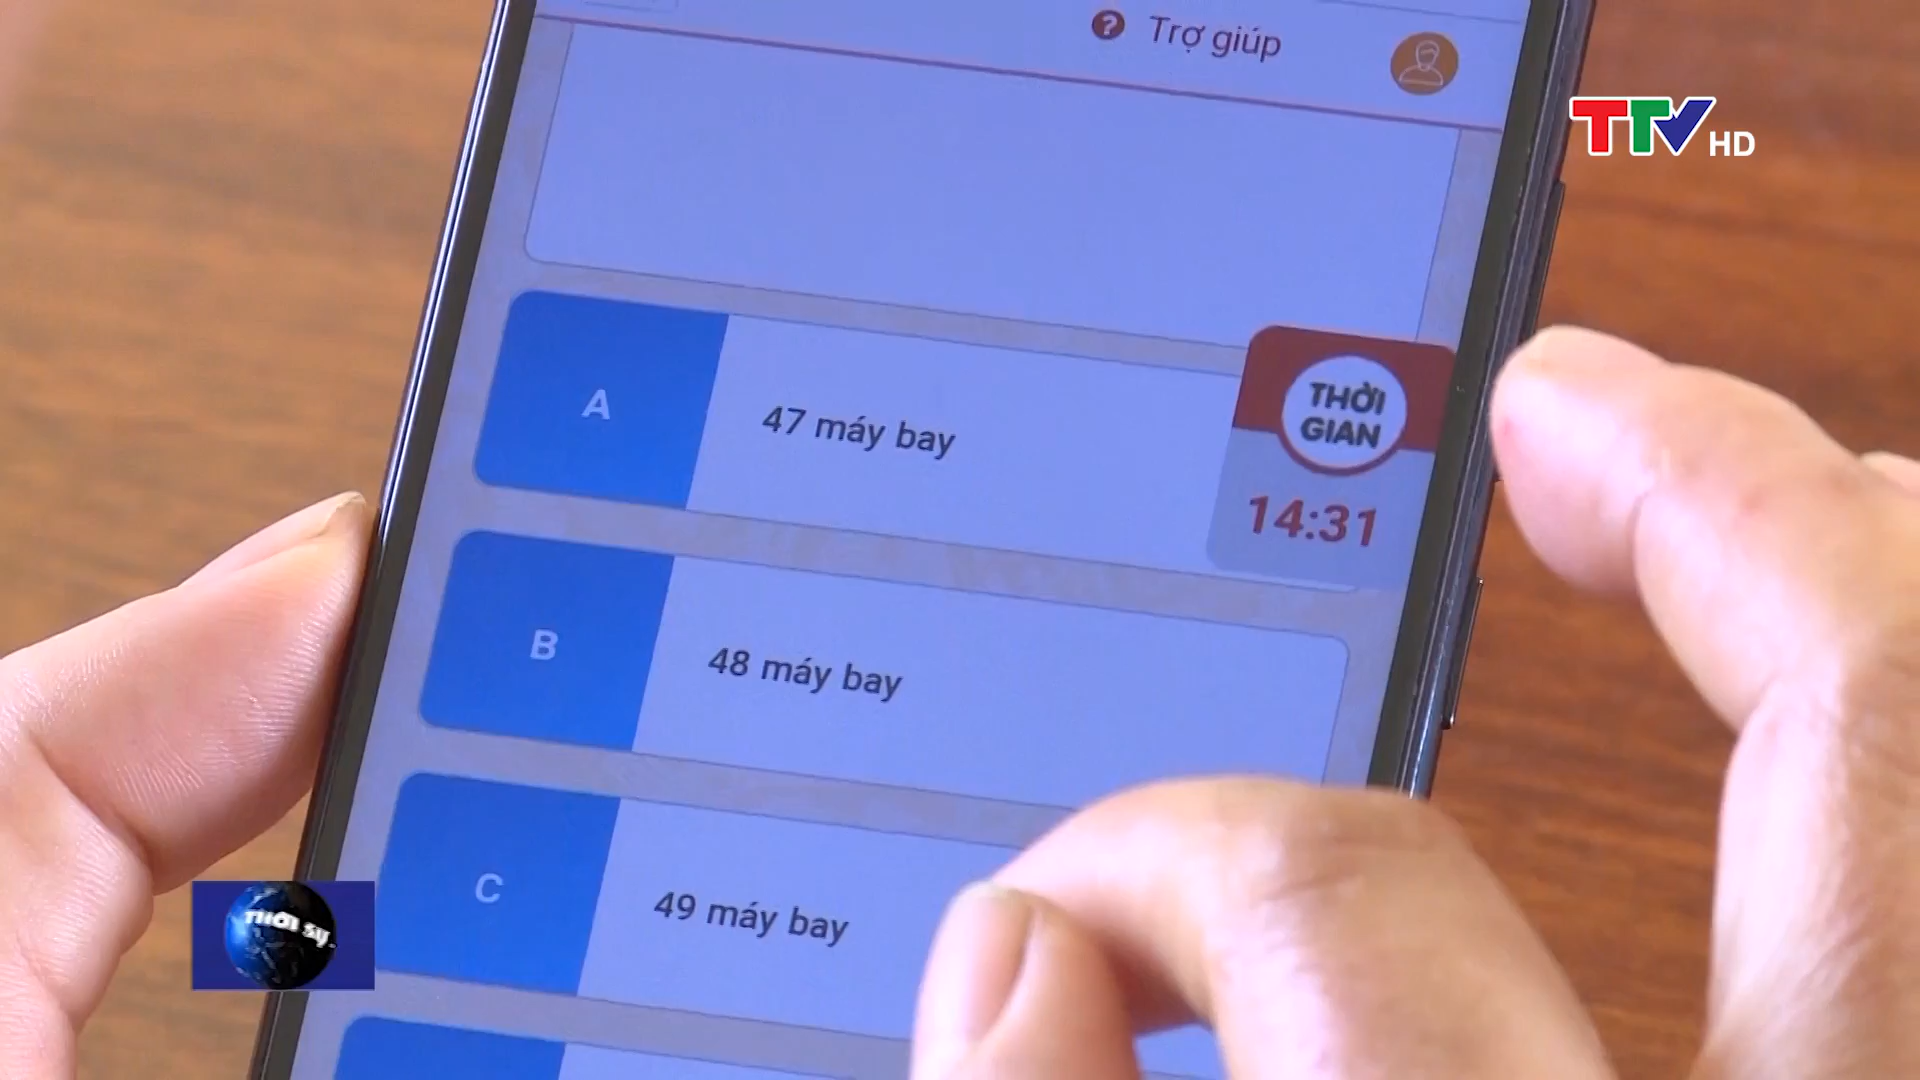 Trợ giúp
TTV HD
A
47 máy bay
THỜI
GIAN
14:31
B
48 máy bay
C
49 máy bay
THỜI SỰ